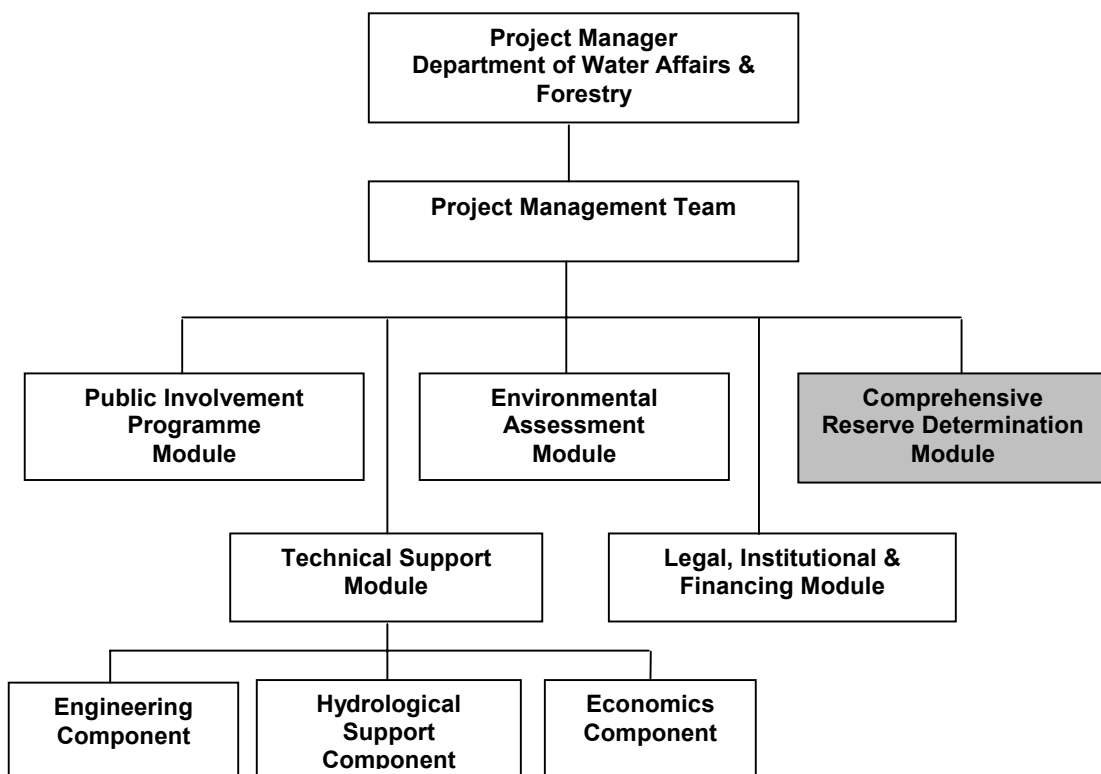 Project Manager
Department of Water Affairs &
Forestry
Project Management Team
Public Involvement
Programme
Module
Environmental
Assessment
Module
Comprehensive
Reserve Determination
Module
Technical Support
Module
Legal, Institutional &
Financing Module
Engineering
Component
Hydrological
Support
Component
Economics
Component